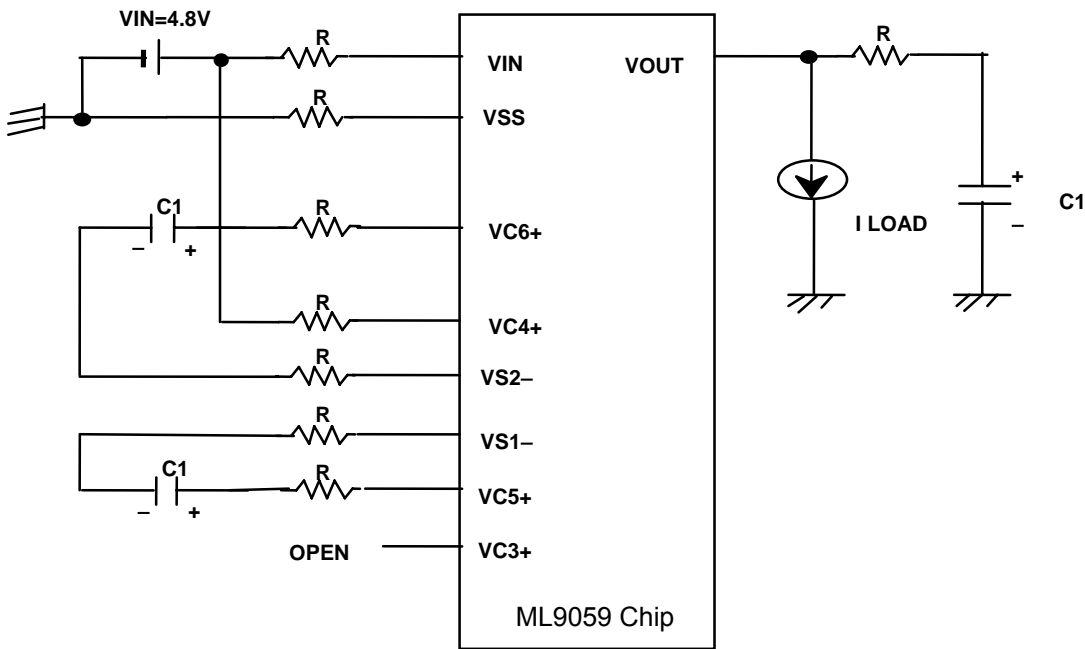 VIN=4.8V
R
VIN
VOUT
R
R
VSS
C1
– +
R
VC6+
I LOAD
+
–
C1
R
VC4+
R
VS2–
R
VS1–
C1
– +
R
VC5+
OPEN
VC3+
ML9059 Chip